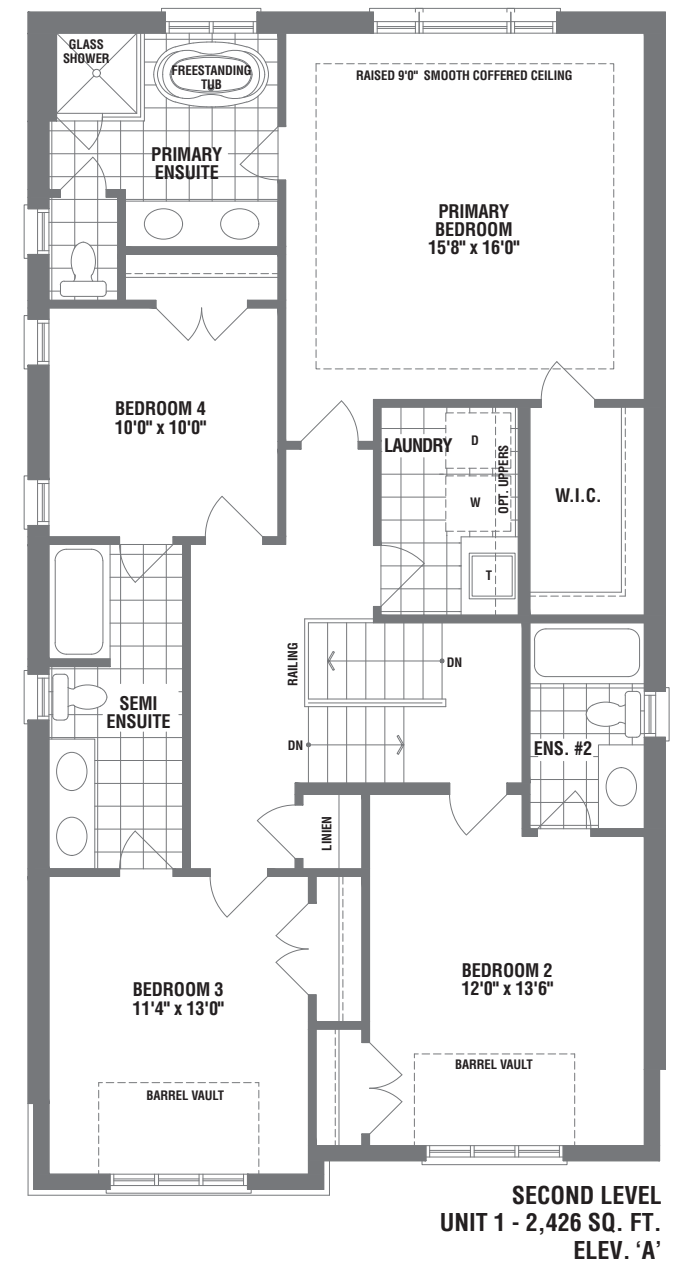 GLASS
SHOWER
FREESTANDING
TUB
RAISED 9'0" SMOOTH COFFERED CEILING
PRIMARY
ENSUITE
PRIMARY
BEDROOM
15'8" x 16'0"
BEDROOM 4
10'0" x 10'0"
LAUNDRY
D
W
OPT. UPPERS
T
W.I.C.
RAILING
DN
DN
SEMI
ENSUITE
ENS. #2
LINIEN
BEDROOM 3
11'4" x 13'0"
BEDROOM 2
12'0" x 13'6"
BARREL VAULT
BARREL VAULT
SECOND LEVEL
UNIT 1 - 2,426 SQ. FT.
ELEV. ‘A’